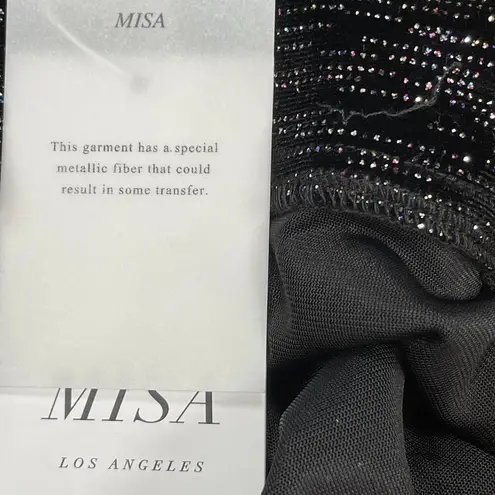 MISA
This garment has a special
metallic fiber that could
result in some transfer.
MISA
LOS ANGELES